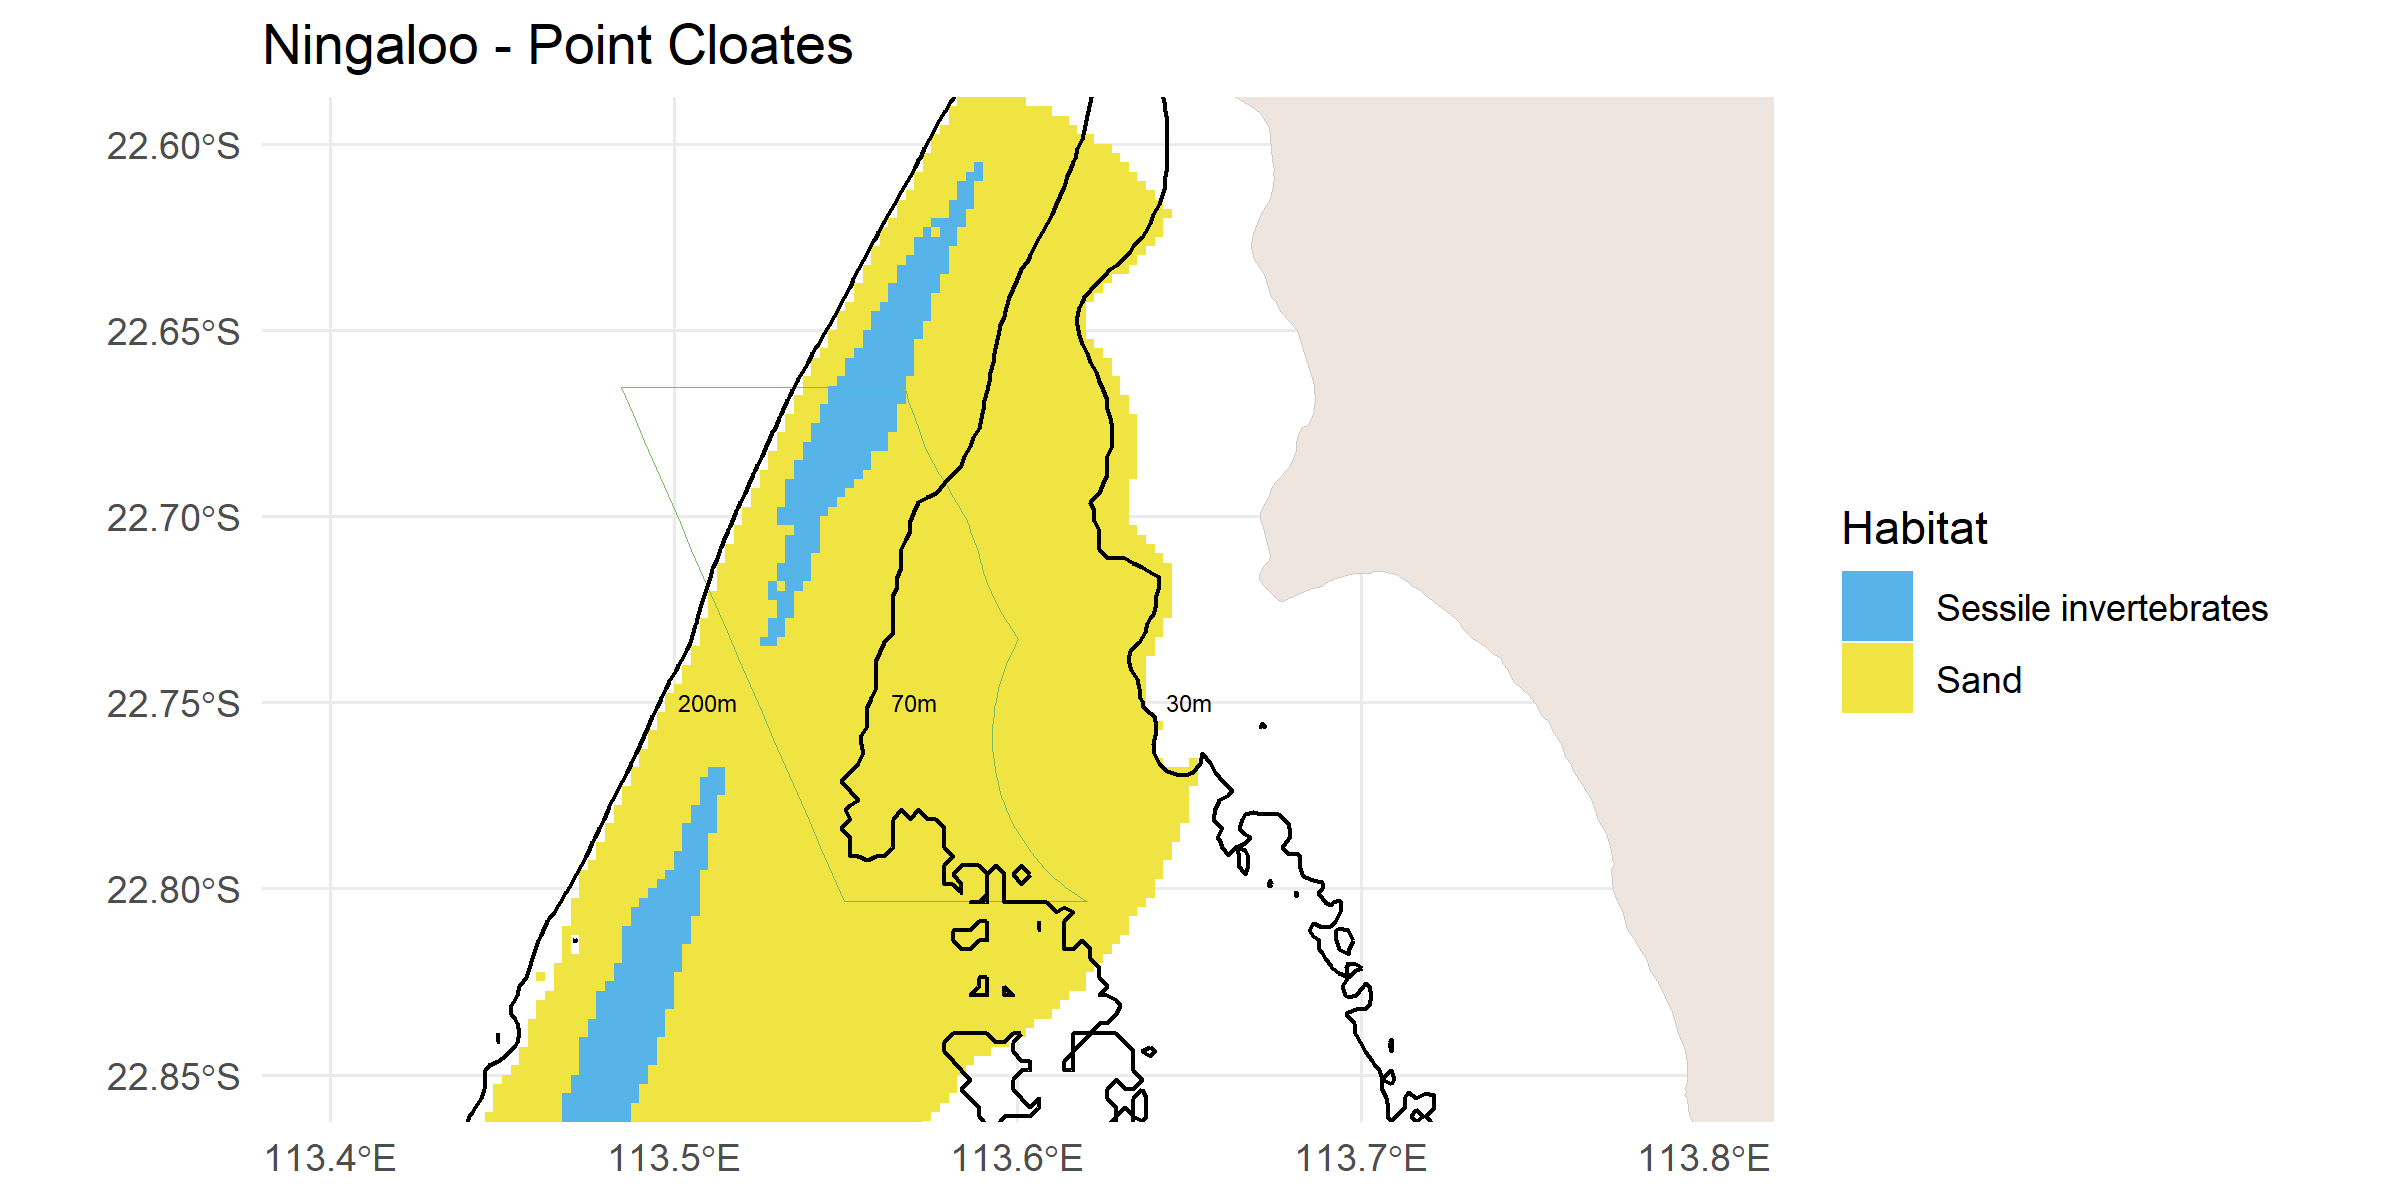 Ningaloo - Point Cloates
22.60°S
22.65°S
22.70°S
22.75°S
22.80°S
22.85°S
200m
70m
30m
113.4°E
113.5°E
113.6°E
113.7°E
113.8°E
Habitat
Sessile invertebrates
Sand